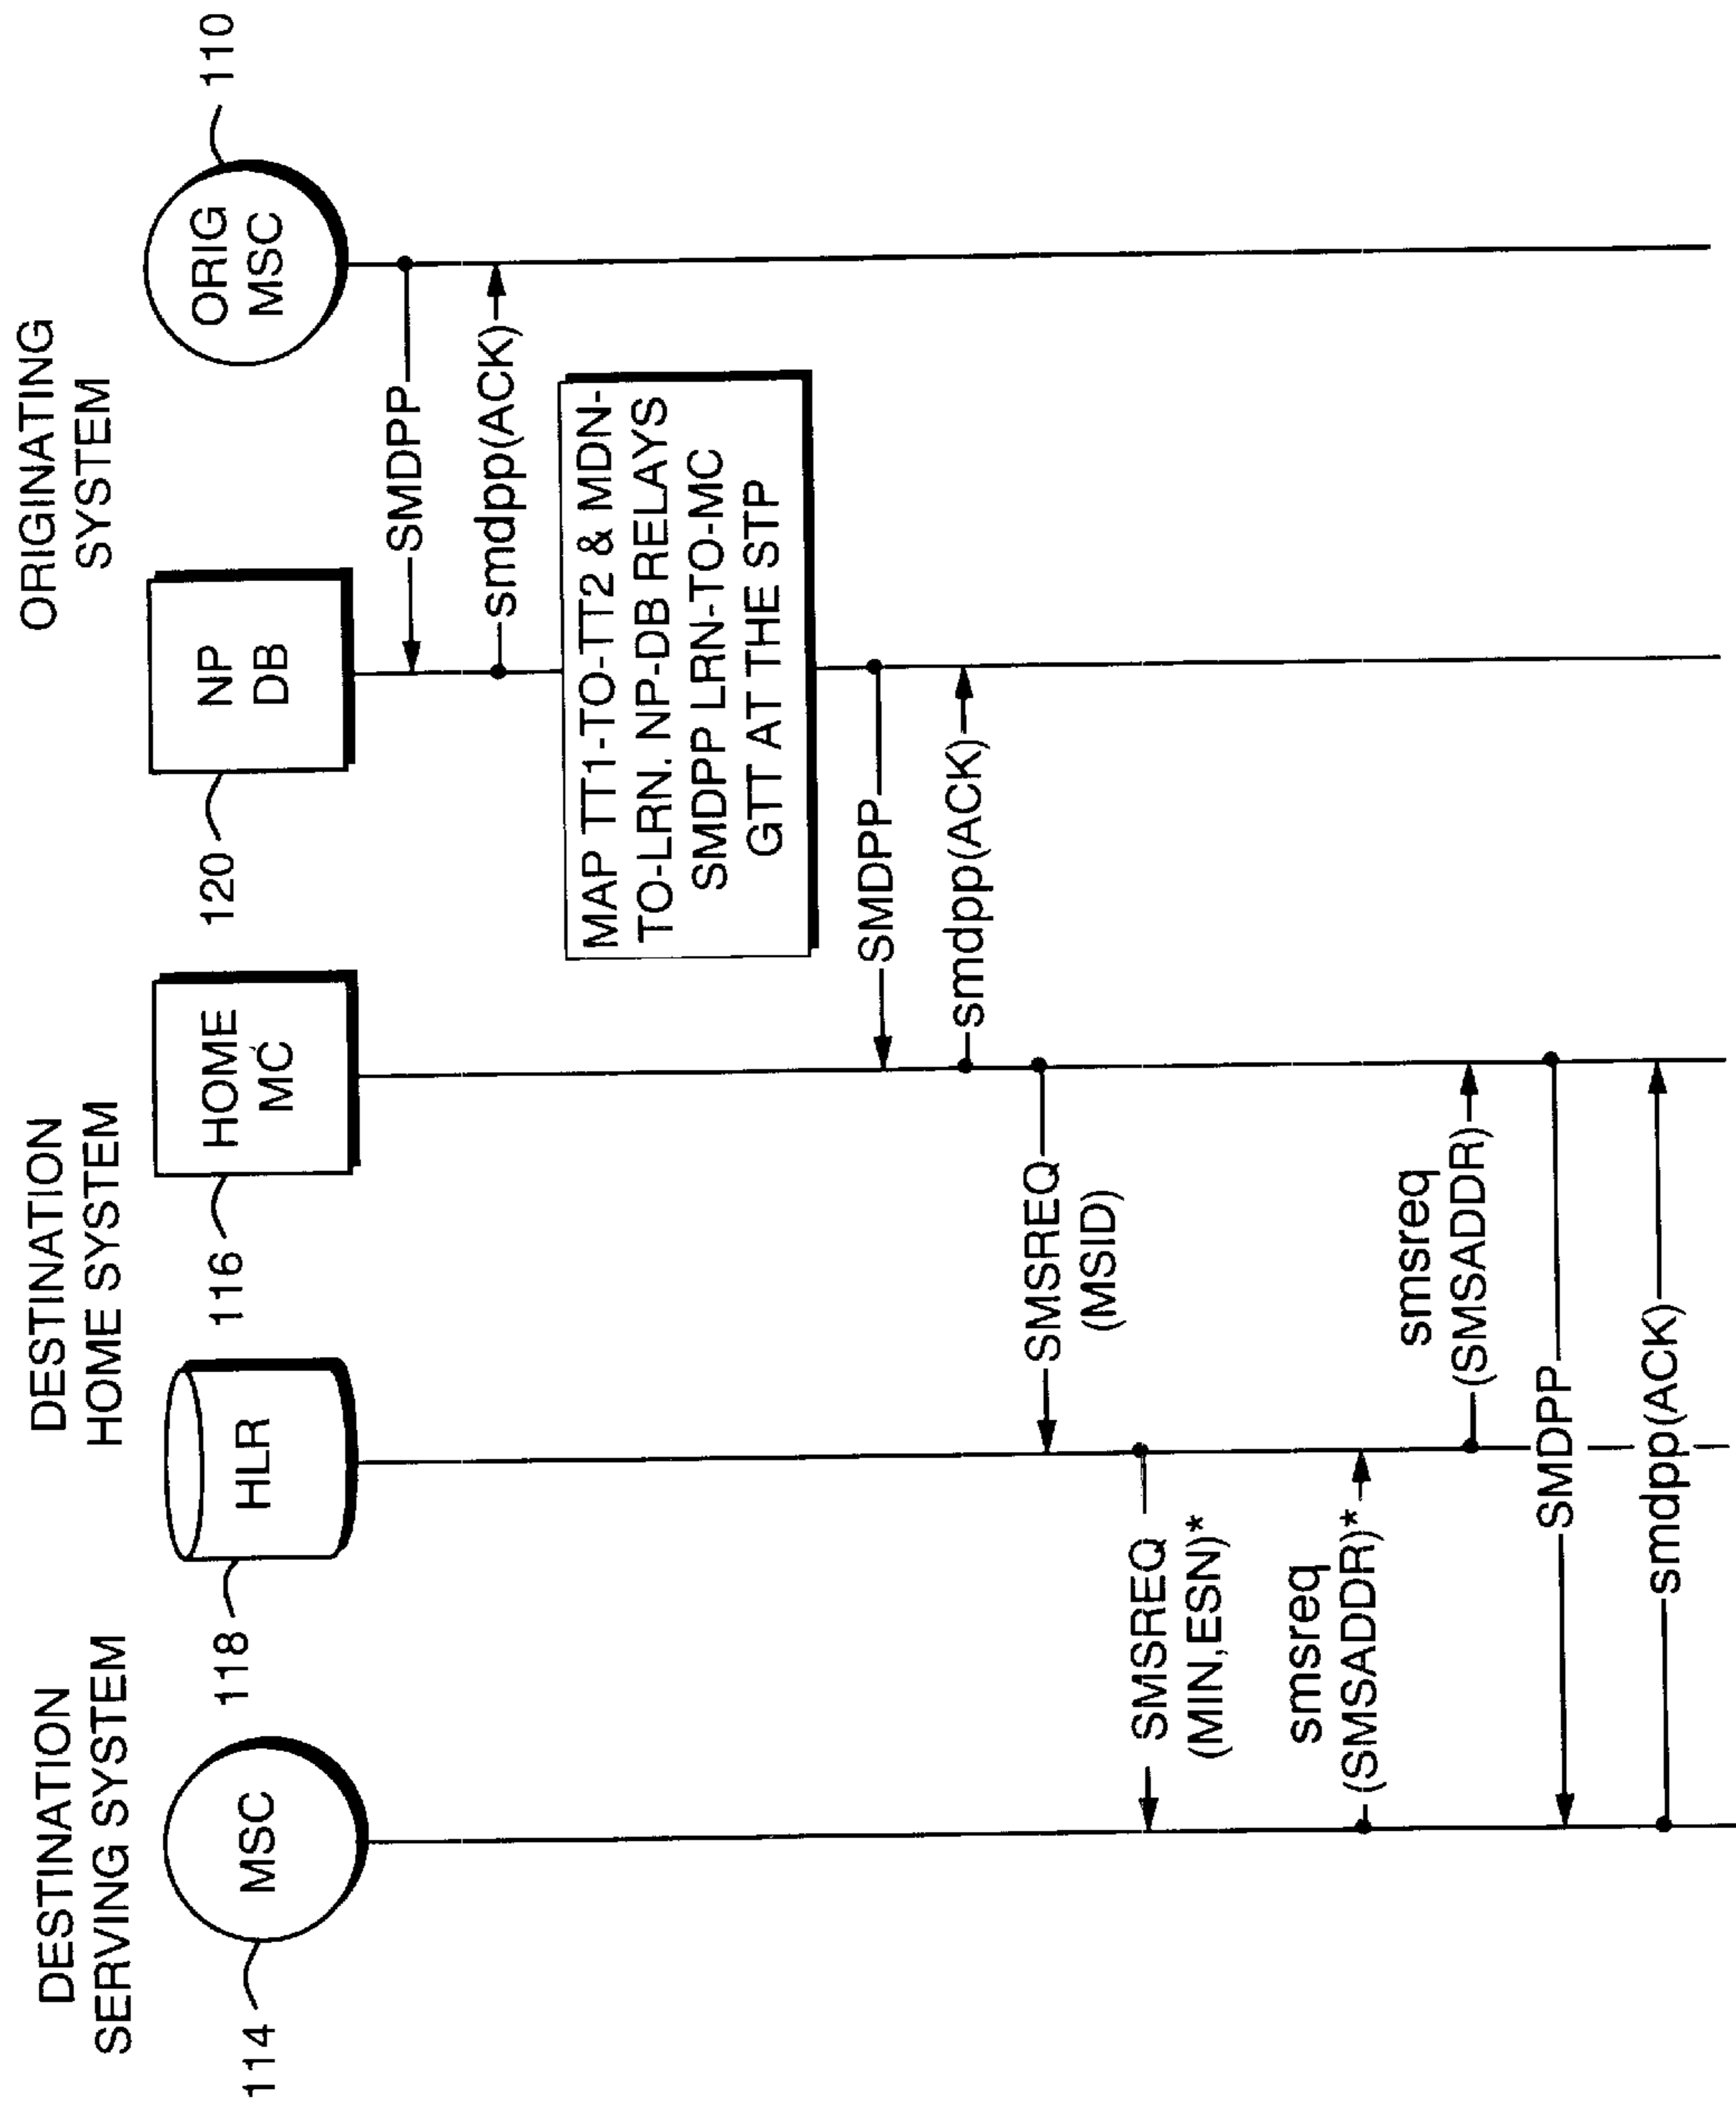 DESTINATION
SERVING SYSTEM
DESTINATION
HOME SYSTEM
ORIGINATING
SYSTEM
MSC
114
HLR
118
HOME
MC
116
NP
DB
120
ORIG
MSC
110
SMDPP
smdpp(ACK)
MAP TT1-TO-TT2 & MDN-
TO-LRN. NP-DB RELAYS
SMDPP LRN-TO-MC
GTT AT THE STP
SMDPP
smdpp(ACK)
SMSREQ
(MSID)
SMSREQ
(MIN,ESN)*
smsreq
(SMSADDR)*
smsreq
(SMSADDR)
SMDPP
smdpp(ACK)